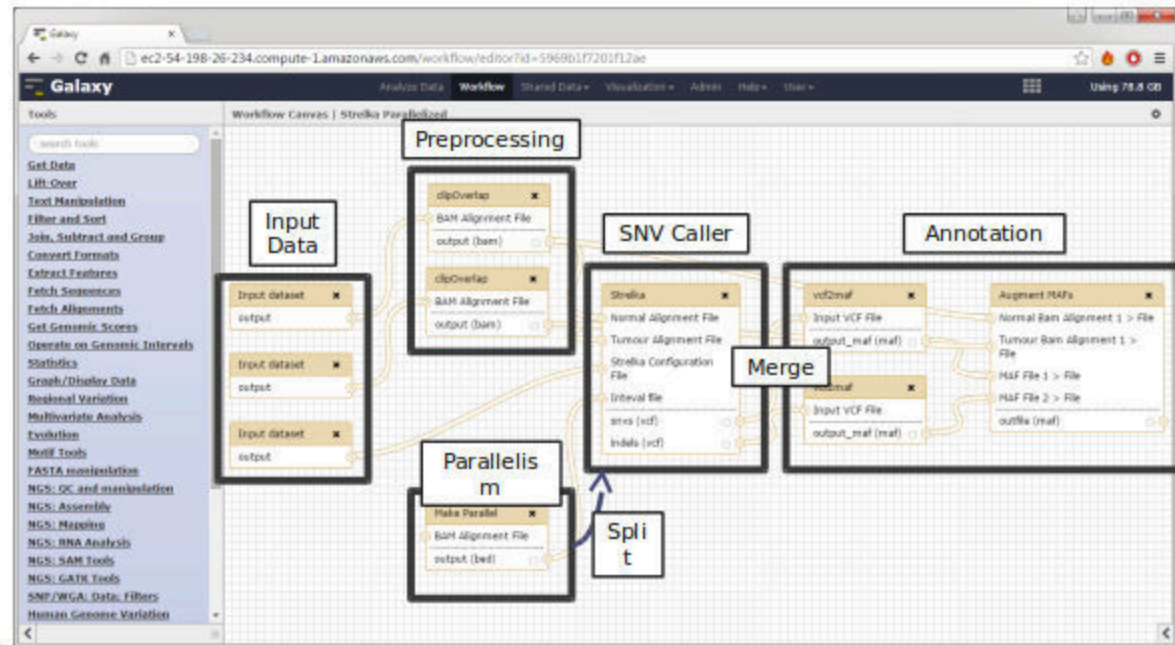 Galaxy
ec2-54-198-26-234.compute-1.amazonaws.com/workflow/editor?id=5969b1f7201f12ae
Galaxy
Analyze Data Workflow Shared Data Visualization Admin Help User
Using 78.8 GB
Tools
Workflow Canvas | Strelka Parallelized
search tools
Get Data
Lift-Over
Text Manipulation
Filter and Sort
Join, Subtract and Group
Convert Formats
Extract Features
Fetch Sequences
Fetch Alignments
Get Genomic Scores
Operate on Genomic Intervals
Statistics
Graph/Display Data
Regional Variation
Multivariate Analysis
Evolution
Motif Tools
FASTA manipulation
NGS: QC and manipulation
NGS: Assembly
NGS: Mapping
NGS: RNA Analysis
NGS: SAM Tools
NGS: GATK Tools
SNP/WGA: Data; Filters
Human Genome Variation
Input
Data
Input dataset
output
Input dataset
output
Input dataset
output
Preprocessing
clipOverlap
BAM Alignment File
output (bam)
clipOverlap
BAM Alignment File
output (bam)
Parallelis
m
Make Parallel
BAM Alignment File
output (bed)
Spli
t
SNV Caller
Strelka
Normal Alignment File
Tumour Alignment File
Strelka Configuration
File
Inteval file
snvs (vcf)
indels (vcf)
Merge
Annotation
vcf2maf
Input VCF File
output_maf (maf)
vcf2maf
Input VCF File
output_maf (maf)
Augment MAFs
Normal Bam Alignment 1 > File
Tumour Bam Alignment 1 >
File
MAF File 1 > File
MAF File 2 > File
outfile (maf)